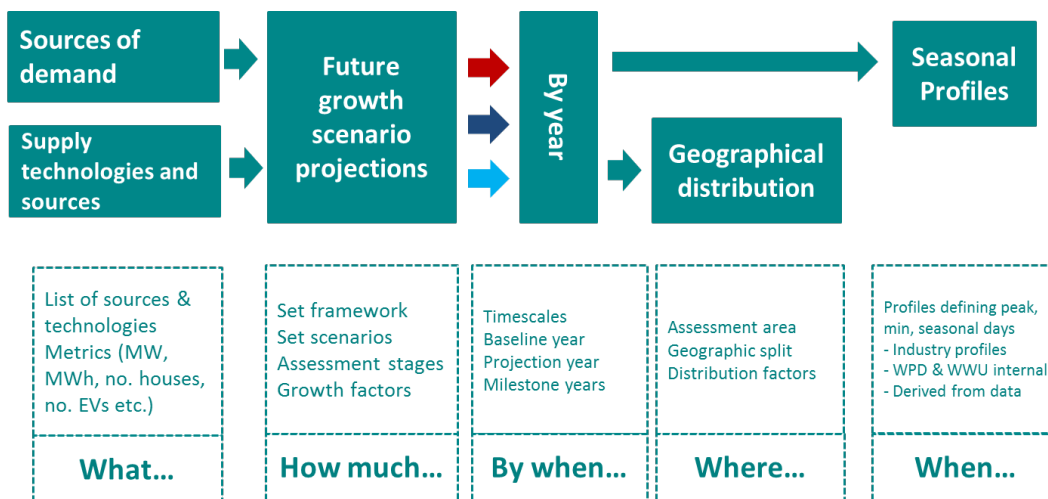 Sources of
demand
Supply
technologies and
sources
Future
growth
scenario
projections
By year
Geographical
distribution
Seasonal
Profiles
List of sources &
technologies
Metrics (MW,
MWh, no. houses,
no. EVs etc.)
What...
Set framework
Set scenarios
Assessment stages
Growth factors
How much...
Timescales
Baseline year
Projection year
Milestone years
By when...
Assessment area
Geographic split
Distribution factors
Where...
Profiles defining peak,
min, seasonal days
- Industry profiles
- WPD & WWU internal
- Derived from data
When...